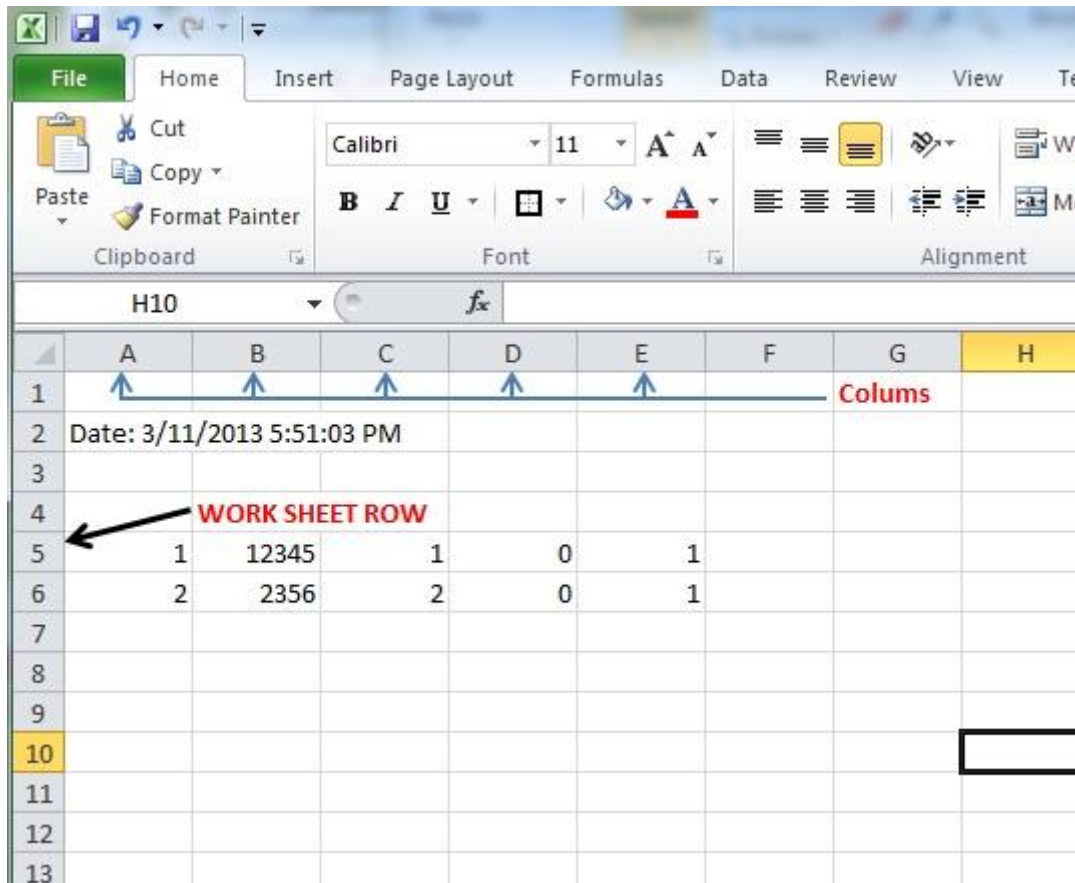 File Home Insert Page Layout Formulas Data Review View
Cut
Calibri 11 A A
Copy
Paste
B I U A
Format Painter
Clipboard Font Alignment
H10 fx
A B C D E F G H
1 Colums
2 Date: 3/11/2013 5:51:03 PM
3
4 WORK SHEET ROW
5 1 12345 1 0 1
6 2 2356 2 0 1
7
8
9
10
11
12
13